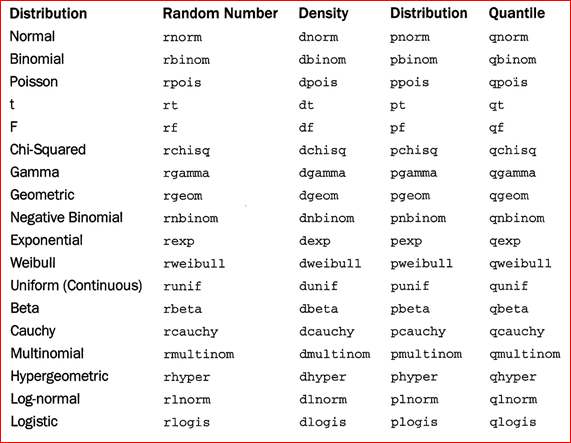 Distribution Random Number Density Distribution Quantile
Normal rnorm dnorm pnorm qnorm
Binomial rbinom dbinom pbinom qbinom
Poisson rpois dpois ppois qpois
t rt dt pt qt
F rf df pf qf
Chi-Squared rchisq dchisq pchisq qchisq
Gamma rgamma dgamma pgamma qgamma
Geometric rgeom dgeom pgeom qgeom
Negative Binomial rnbinom dnbinom pnbinom qnbinom
Exponential rexp dexp pexp qexp
Weibull rweibull dweibull pweibull qweibull
Uniform (Continuous) runif dunif punif qunif
Beta rbeta dbeta pbeta qbeta
Cauchy rcauchy dcauchy pcauchy qcauchy
Multinomial rmultinom dmultinom pmultinom qmultinom
Hypergeometric rhyper dhyper phyper qhyper
Log-normal rlnorm dlnorm plnorm qlnorm
Logistic rlogis dlogis plogis qlogis